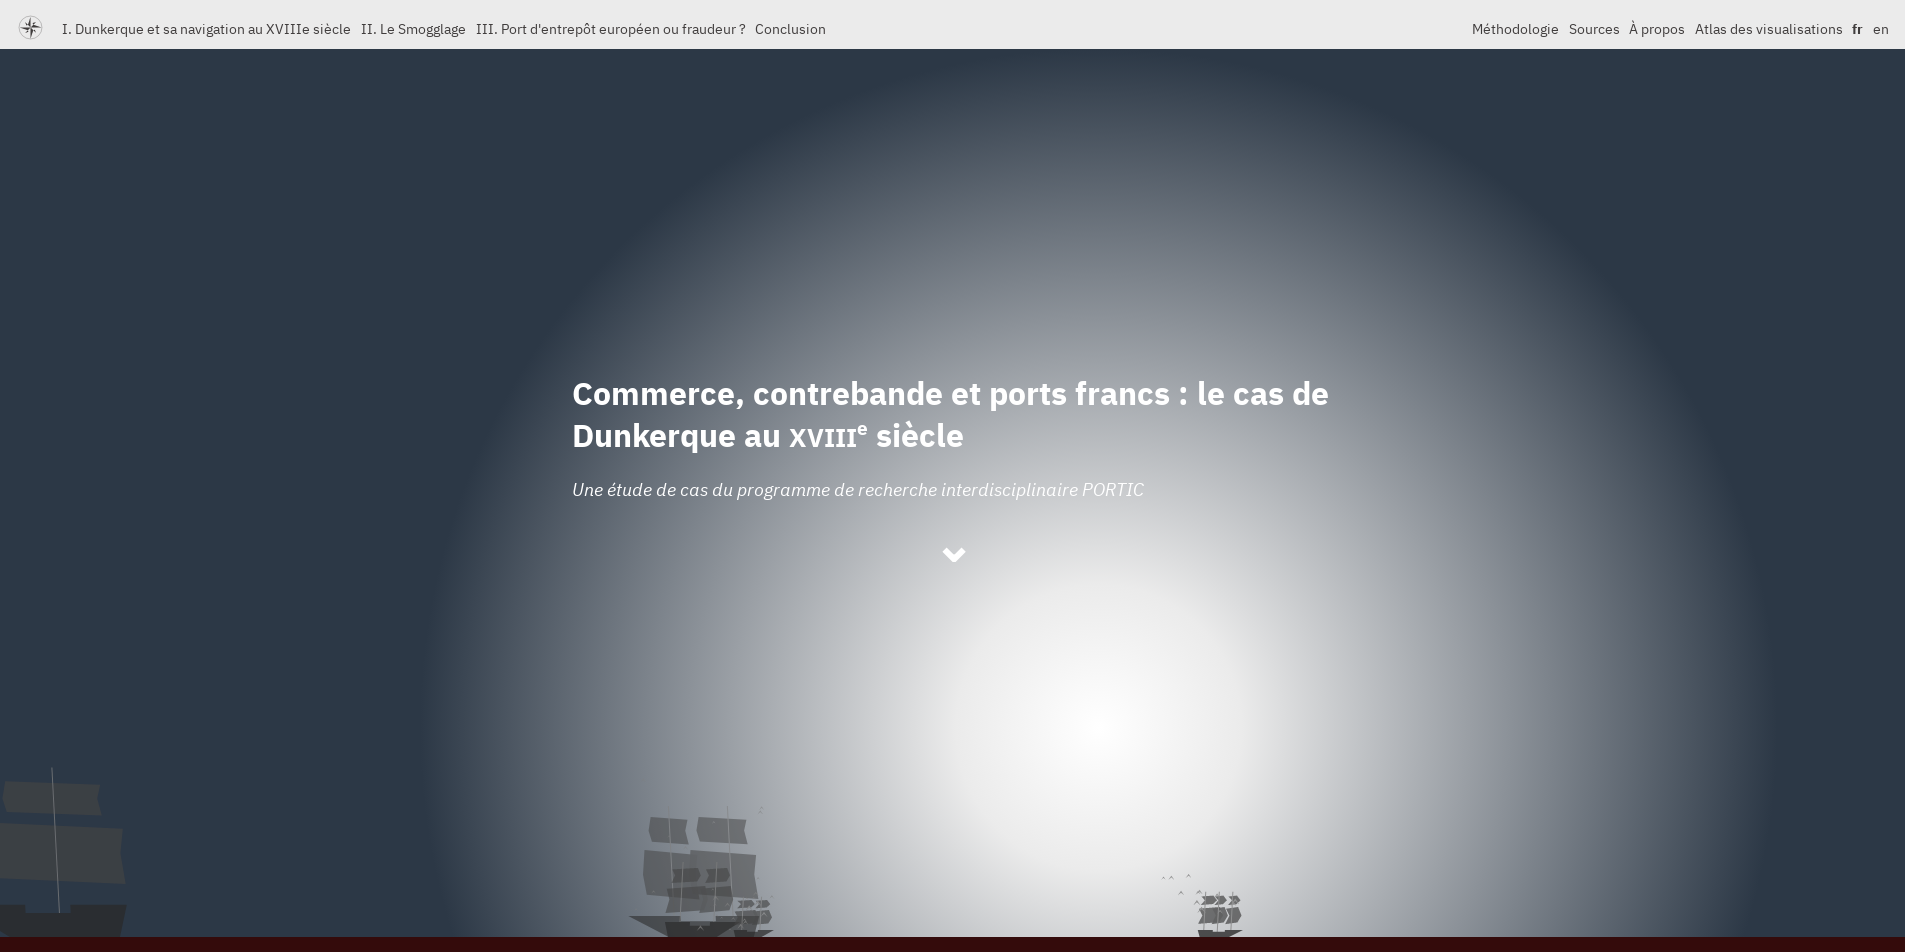 I. Dunkerque et sa navigation au XVIIIe siècle II. Le Smogglage III. Port d'entrepôt européen ou fraudeur ? Conclusion Méthodologie Sources À propos Atlas des visualisations fr en
Commerce, contrebande et ports francs : le cas de
Dunkerque au XVIIIe siècle
Une étude de cas du programme de recherche interdisciplinaire PORTIC